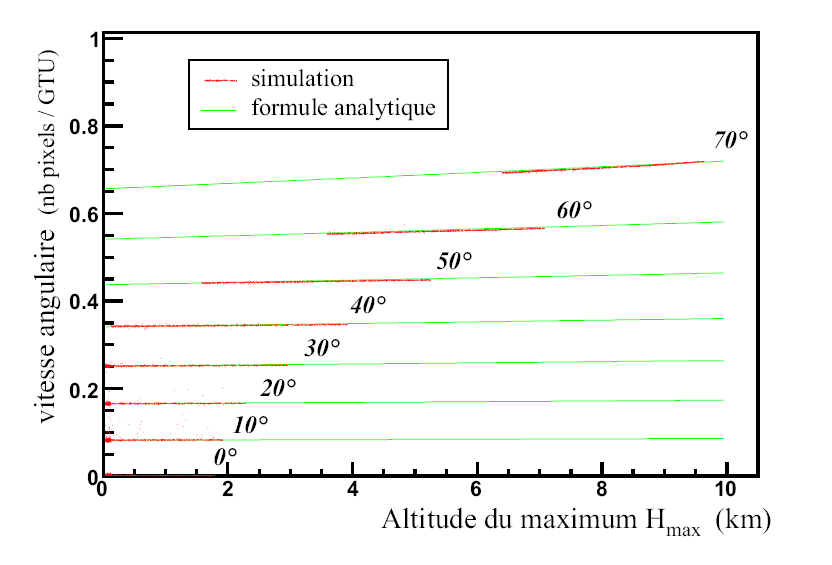 vitesse angulaire (nb pixels / GTU)
1
0.8
0.6
0.4
0.2
0
simulation
formule analytique
70°
60°
50°
40°
30°
20°
10°
0°
0 2 4 6 8 10
Altitude du maximum Hmax (km)